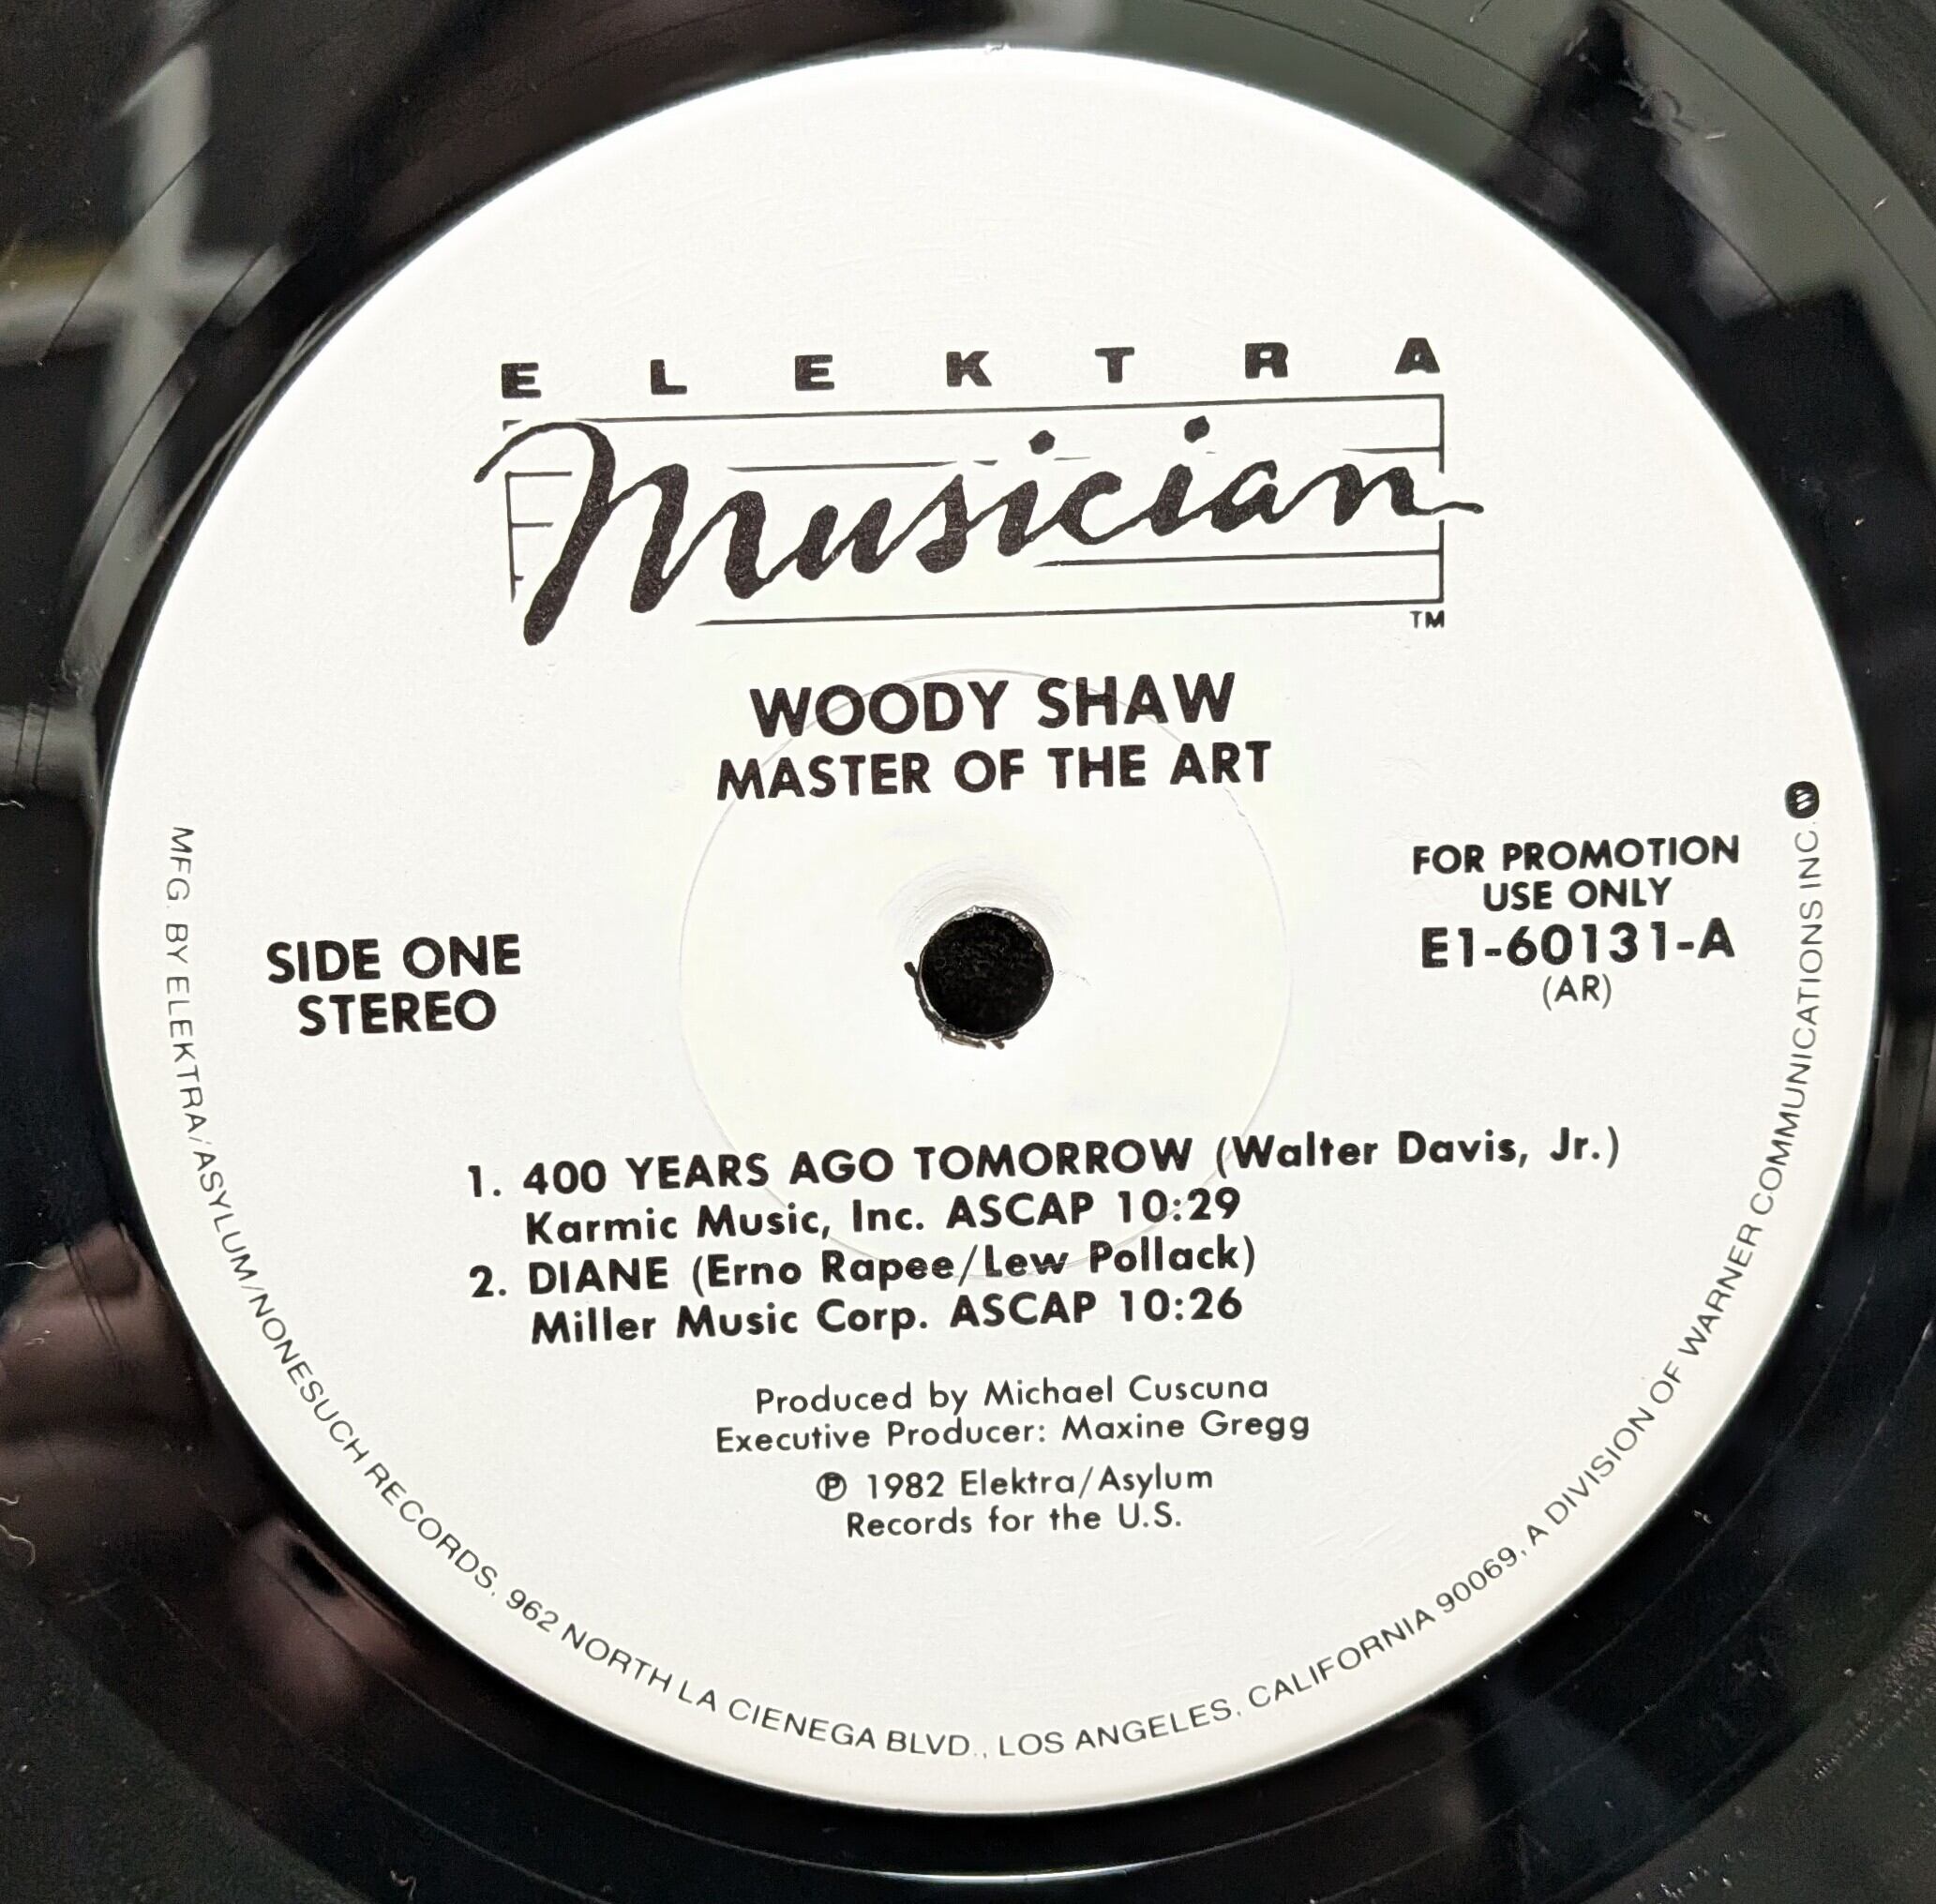 ELEKTRA
Musician
TM
WOODY SHAW
MASTER OF THE ART
SIDE ONE
STEREO
FOR PROMOTION
USE ONLY
E1-60131-A
(AR)
1. 400 YEARS AGO TOMORROW (Walter Davis, Jr.)
Karmic Music, Inc. ASCAP 10:29
2. DIANE (Erno Rapee/Lew Pollack)
Miller Music Corp. ASCAP 10:26
Produced by Michael Cuscuna
Executive Producer: Maxine Gregg
℗ 1982 Elektra/Asylum
Records for the U.S.
MFG. BY ELEKTRA/ASYLUM/NONESUCH RECORDS, 962 NORTH LA CIENEGA BLVD., LOS ANGELES, CALIFORNIA 90069, A DIVISION OF WARNER COMMUNICATIONS INC.